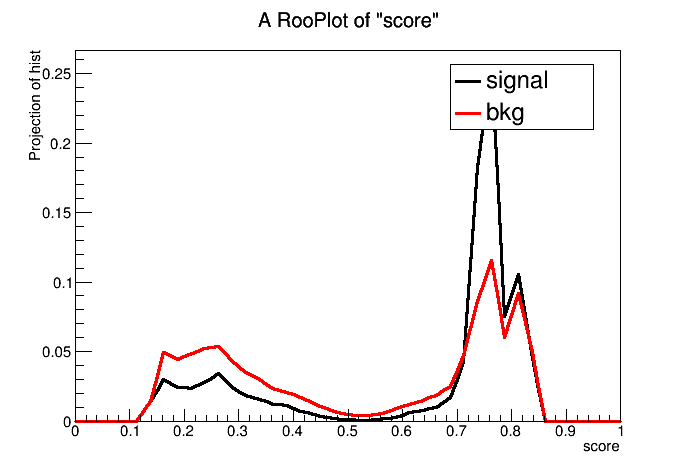 A RooPlot of "score"
Projection of hist
0.25
0.2
0.15
0.1
0.05
0
signal
bkg
0 0.1 0.2 0.3 0.4 0.5 0.6 0.7 0.8 0.9 1
score